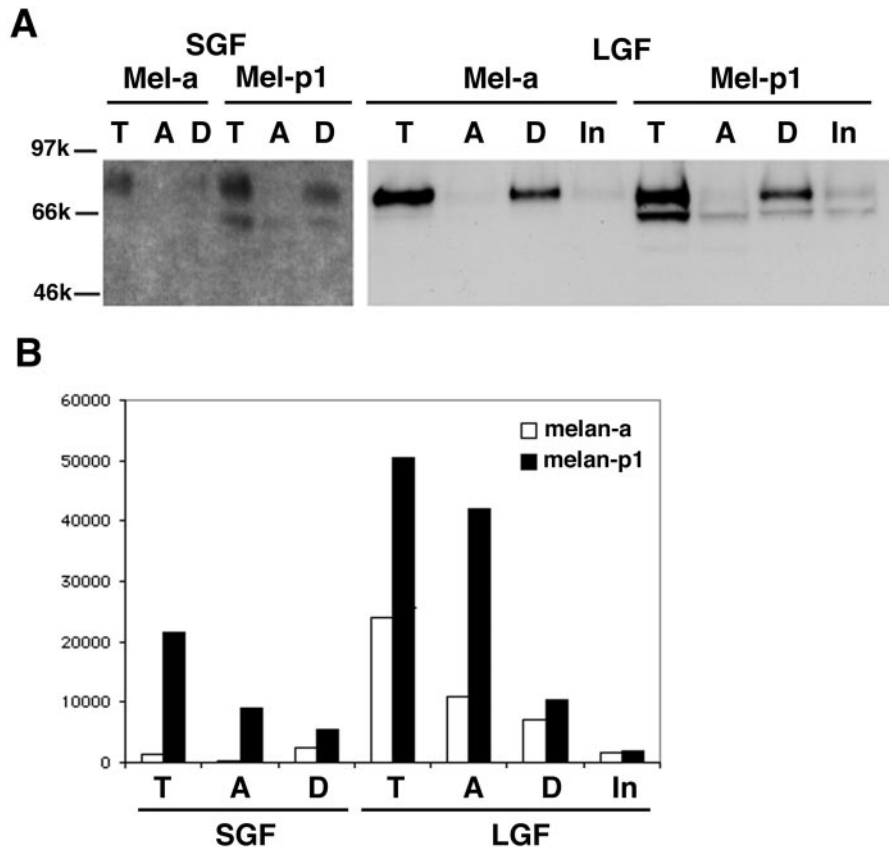 A
SGF LGF
Mel-a Mel-p1 Mel-a Mel-p1
T A D T A D T A D In T A D In
97k
66k
46k
B
60000
50000
40000
30000
20000
10000
0
melan-a
melan-p1
T A D T A D In
SGF LGF